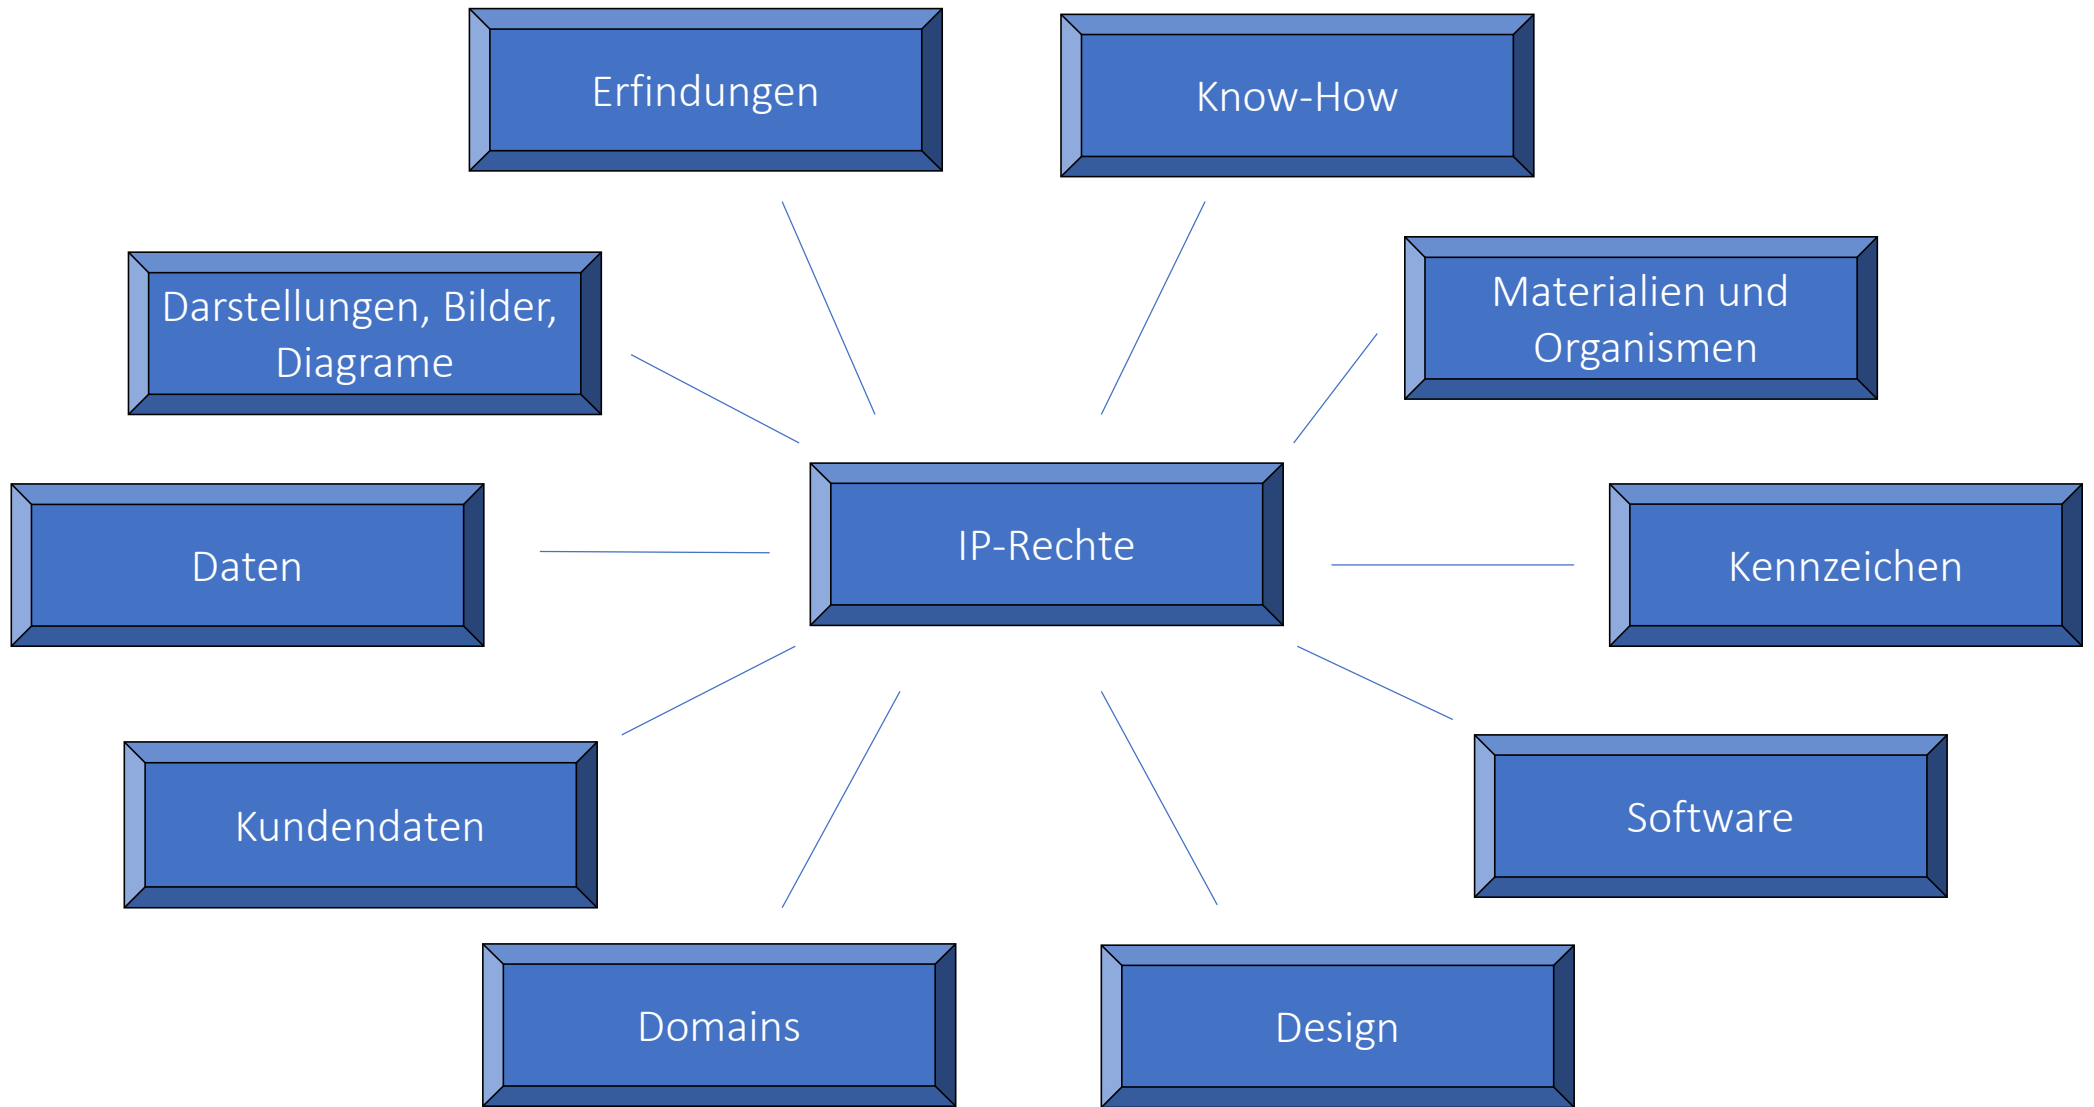 Erfindungen
Know-How
Darstellungen, Bilder,
Diagrame
Materialien und
Organismen
IP-Rechte
Daten
Kennzeichen
Kundendaten
Software
Domains
Design